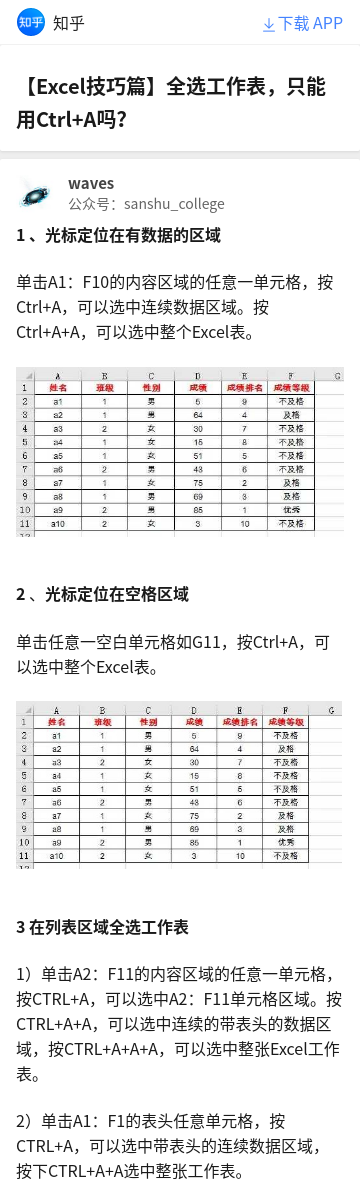 知乎 知乎 下载 APP
【Excel技巧篇】全选工作表，只能
用Ctrl+A吗？
waves
公众号：sanshu_college
1 、光标定位在有数据的区域
单击A1：F10的内容区域的任意一单元格，按
Ctrl+A，可以选中连续数据区域。按
Ctrl+A+A，可以选中整个Excel表。
A B C D E F G
1 姓名 班级 性别 成绩 成绩排名 成绩等级
2 a1 1 男 5 9 不及格
3 a2 1 男 64 4 及格
4 a3 2 女 30 7 不及格
5 a4 1 女 15 8 不及格
6 a5 1 女 51 5 不及格
7 a6 2 男 43 6 不及格
8 a7 1 女 75 2 及格
9 a8 1 男 69 3 及格
10 a9 2 男 85 1 优秀
11 a10 2 女 3 10 不及格
2 、光标定位在空格区域
单击任意一空白单元格如G11，按Ctrl+A，可
以选中整个Excel表。
A B C D E F G
1 姓名 班级 性别 成绩 成绩排名 成绩等级
2 a1 1 男 5 9 不及格
3 a2 1 男 64 4 及格
4 a3 2 女 30 7 不及格
5 a4 1 女 15 8 不及格
6 a5 1 女 51 5 不及格
7 a6 2 男 43 6 不及格
8 a7 1 女 75 2 及格
9 a8 1 男 69 3 及格
10 a9 2 男 85 1 优秀
11 a10 2 女 3 10 不及格
3 在列表区域全选工作表
1）单击A2：F11的内容区域的任意一单元格，
按CTRL+A，可以选中A2：F11单元格区域。按
CTRL+A+A，可以选中连续的带表头的数据区
域，按CTRL+A+A+A，可以选中整张Excel工作
表。
2）单击A1：F1的表头任意单元格，按
CTRL+A，可以选中带表头的连续数据区域，
按下CTRL+A+A选中整张工作表。